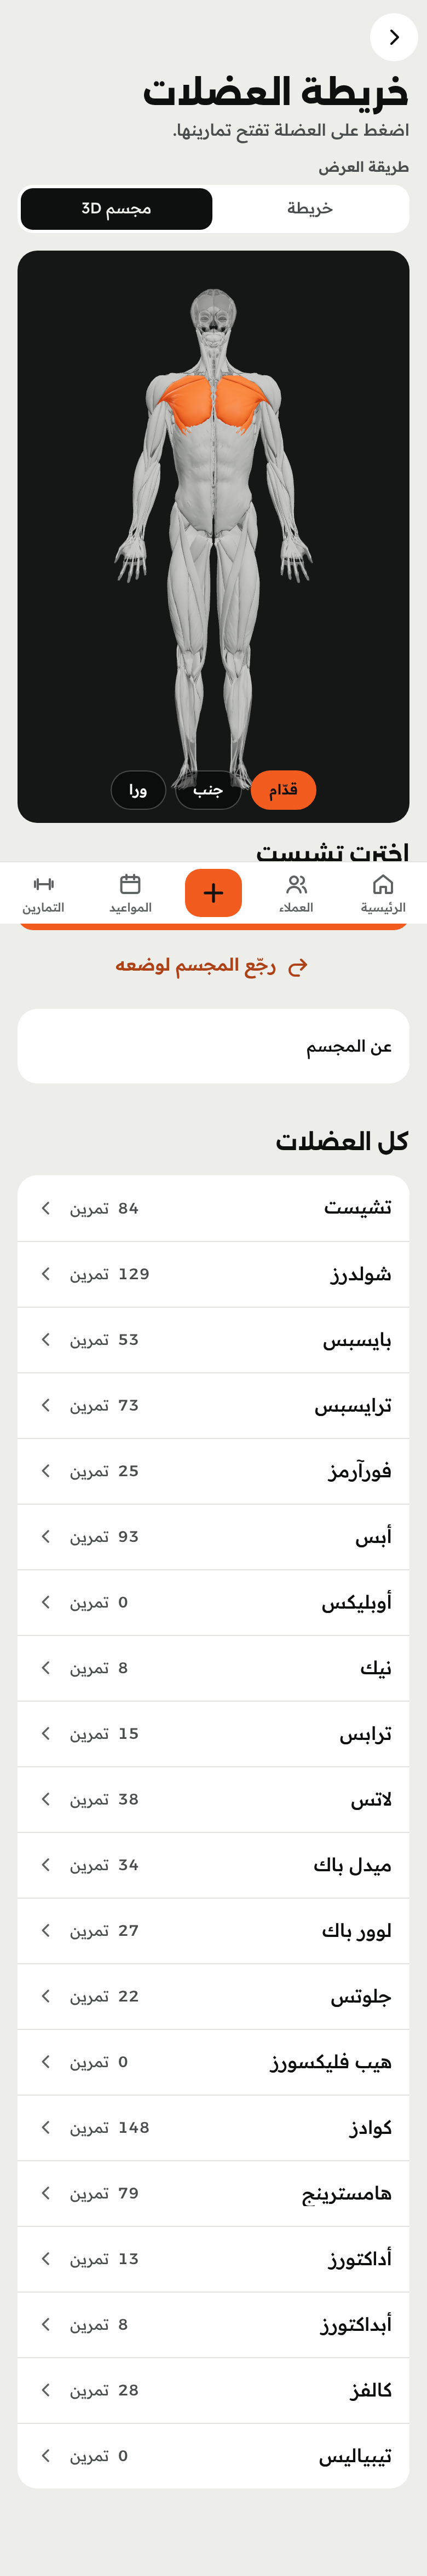 خريطة العضلات
اضغط على العضلة تفتح تمارينها.
طريقة العرض
خريطة
مجسم 3D
قدّام
جنب
ورا
اخترت تشيست
الرئيسية
العملاء
المواعيد
التمارين
رجّع المجسم لوضعه
عن المجسم
كل العضلات
تشيست 84 تمرين
شولدرز 129 تمرين
بايسبس 53 تمرين
ترايسبس 73 تمرين
فورآرمز 25 تمرين
أبس 93 تمرين
أوبليكس 0 تمرين
نيك 8 تمرين
ترابس 15 تمرين
لاتس 38 تمرين
ميدل باك 34 تمرين
لوور باك 27 تمرين
جلوتس 22 تمرين
هيب فليكسورز 0 تمرين
كوادز 148 تمرين
هامسترينج 79 تمرين
أداكتورز 13 تمرين
أبداكتورز 8 تمرين
كالفز 28 تمرين
تيبياليس 0 تمرين